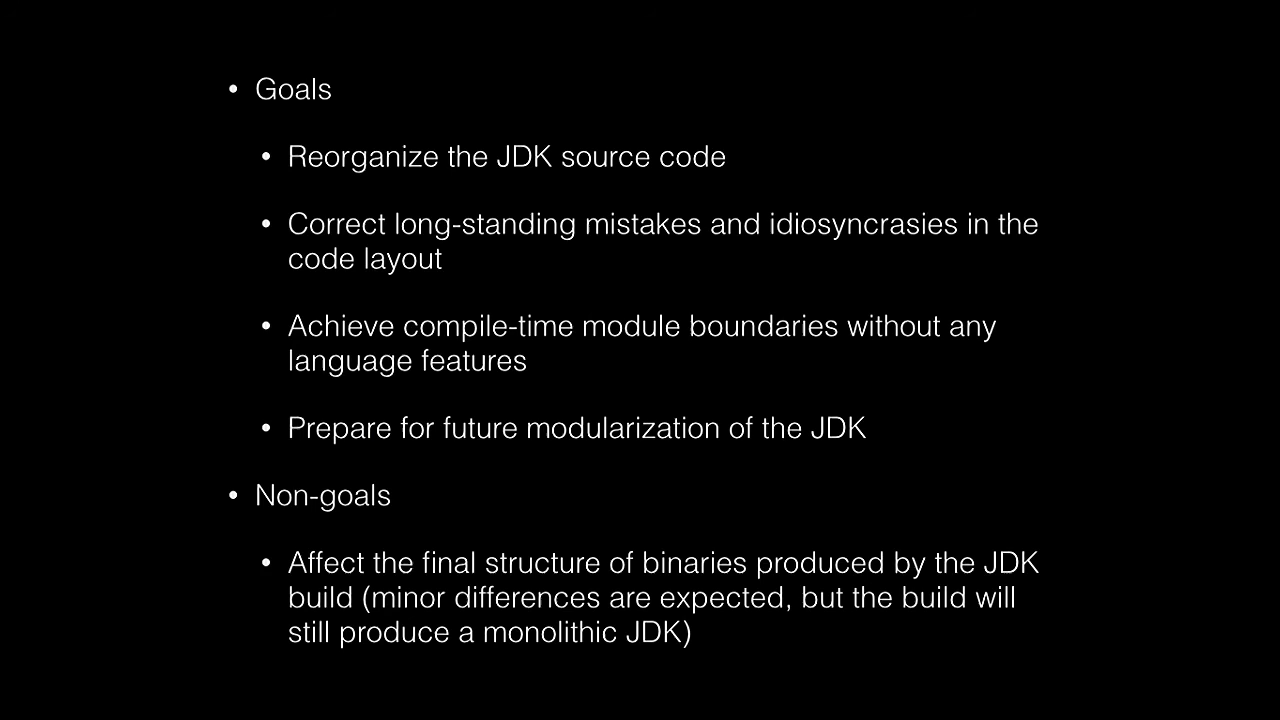 • Goals
• Reorganize the JDK source code
• Correct long-standing mistakes and idiosyncrasies in the
code layout
• Achieve compile-time module boundaries without any
language features
• Prepare for future modularization of the JDK
• Non-goals
• Affect the final structure of binaries produced by the JDK
build (minor differences are expected, but the build will
still produce a monolithic JDK)